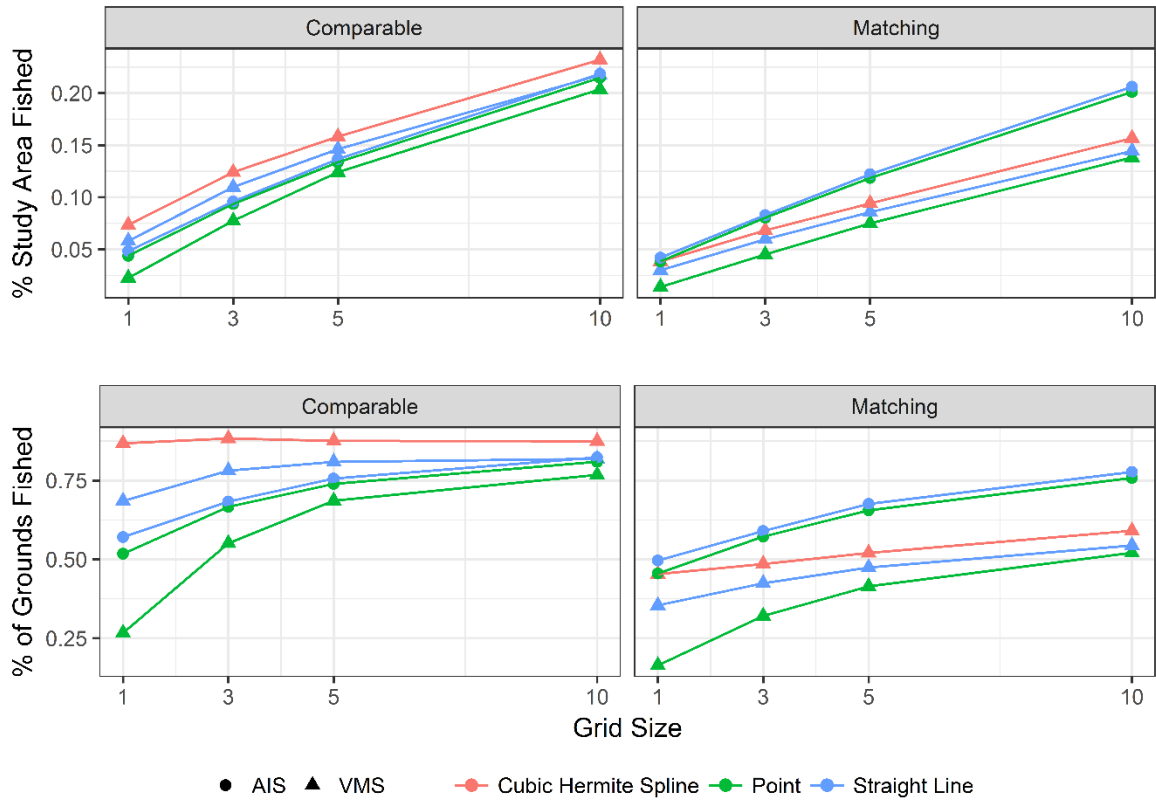 Comparable Matching
% Study Area Fished
0.20
0.15
0.10
0.05
1 3 5 10 1 3 5 10
Comparable Matching
% of Grounds Fished
0.75
0.50
0.25
1 3 5 10 1 3 5 10
Grid Size
AIS VMS Cubic Hermite Spline Point Straight Line